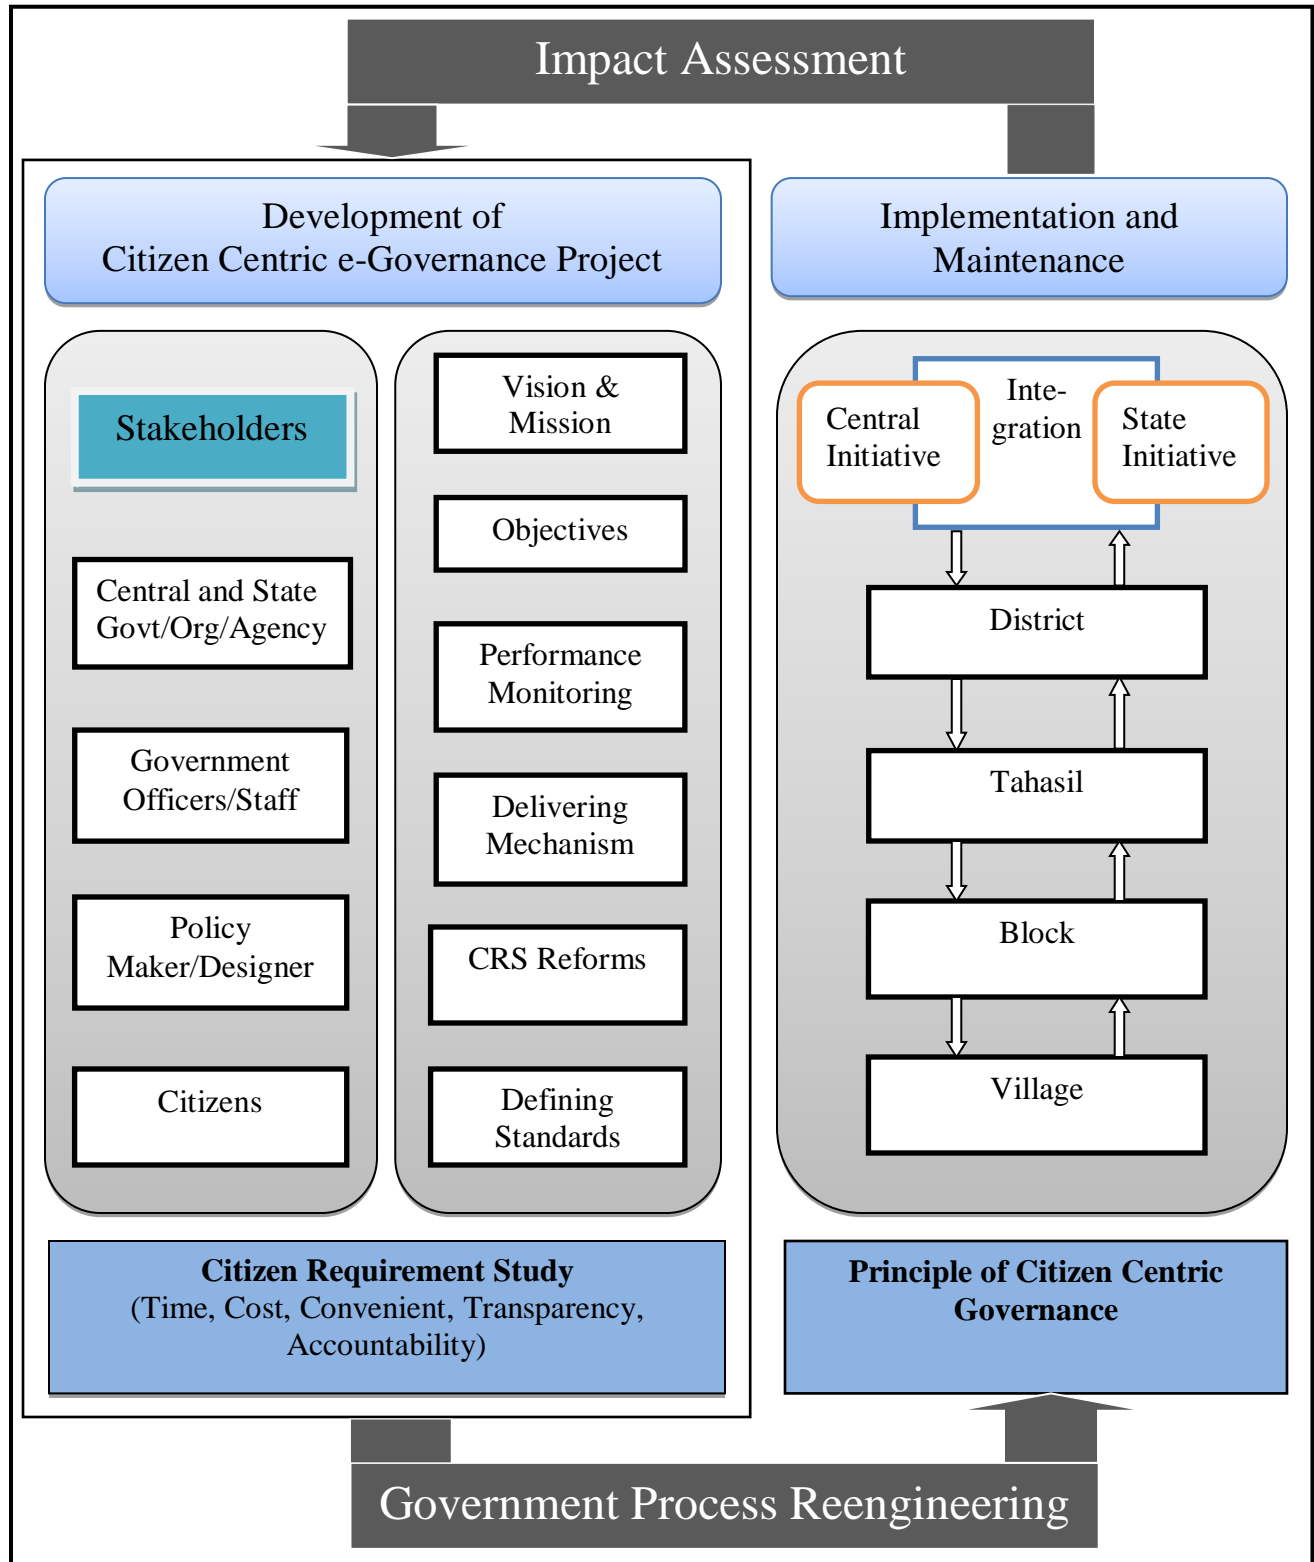 Impact Assessment
Development of
Citizen Centric e-Governance Project
Stakeholders
Central and State
Govt/Org/Agency
Government
Officers/Staff
Policy
Maker/Designer
Citizens
Vision &
Mission
Objectives
Performance
Monitoring
Delivering
Mechanism
CRS Reforms
Defining
Standards
Citizen Requirement Study
(Time, Cost, Convenient, Transparency,
Accountability)
Implementation and
Maintenance
Central
Initiative
Inte-
gration
State
Initiative
District
Tahasil
Block
Village
Principle of Citizen Centric
Governance
Government Process Reengineering